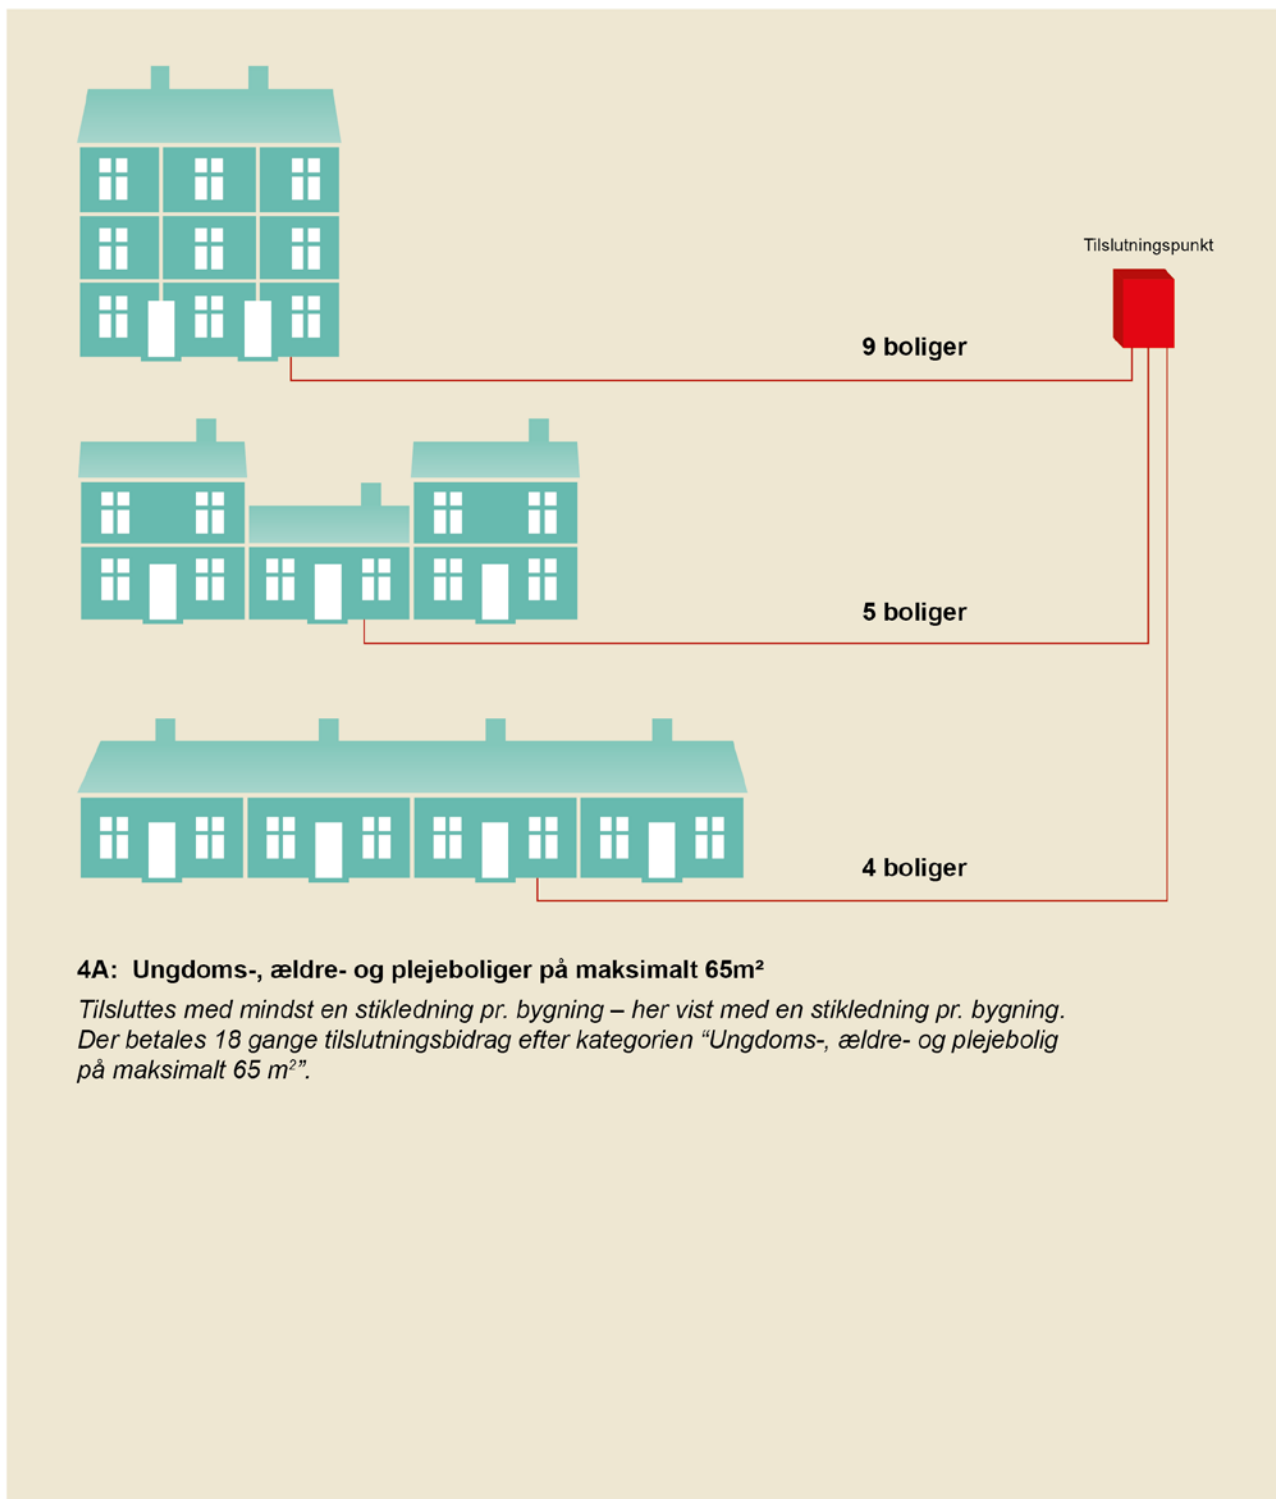 Tilslutningspunkt
9 boliger
5 boliger
4 boliger
4A: Ungdoms-, ældre- og plejeboliger på maksimalt 65m²
Tilsluttes med mindst en stikledning pr. bygning – her vist med en stikledning pr. bygning.
Der betales 18 gange tilslutningsbidrag efter kategorien “Ungdoms-, ældre- og plejebolig
på maksimalt 65 m²”.